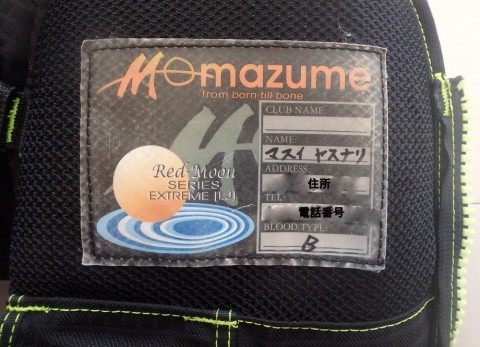 Mazume
from born till bone
CLUB NAME
NAME:
マスイ ヤスナリ
ADDRESS
住所
TEL
電話番号
BLOOD TYPE:
B
Red Moon
SERIES
EXTREME [LJ]